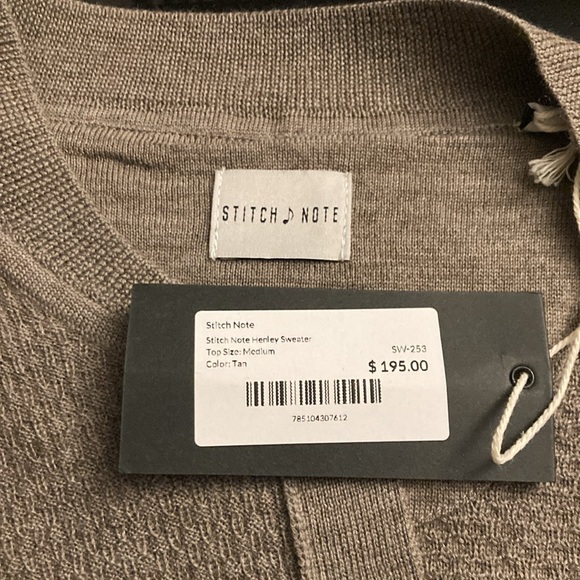 STITCH ♪ NOTE
Stitch Note
Stitch Note Henley Sweater
Top Size: Medium SW-253
Color: Tan $ 195.00
785104307612